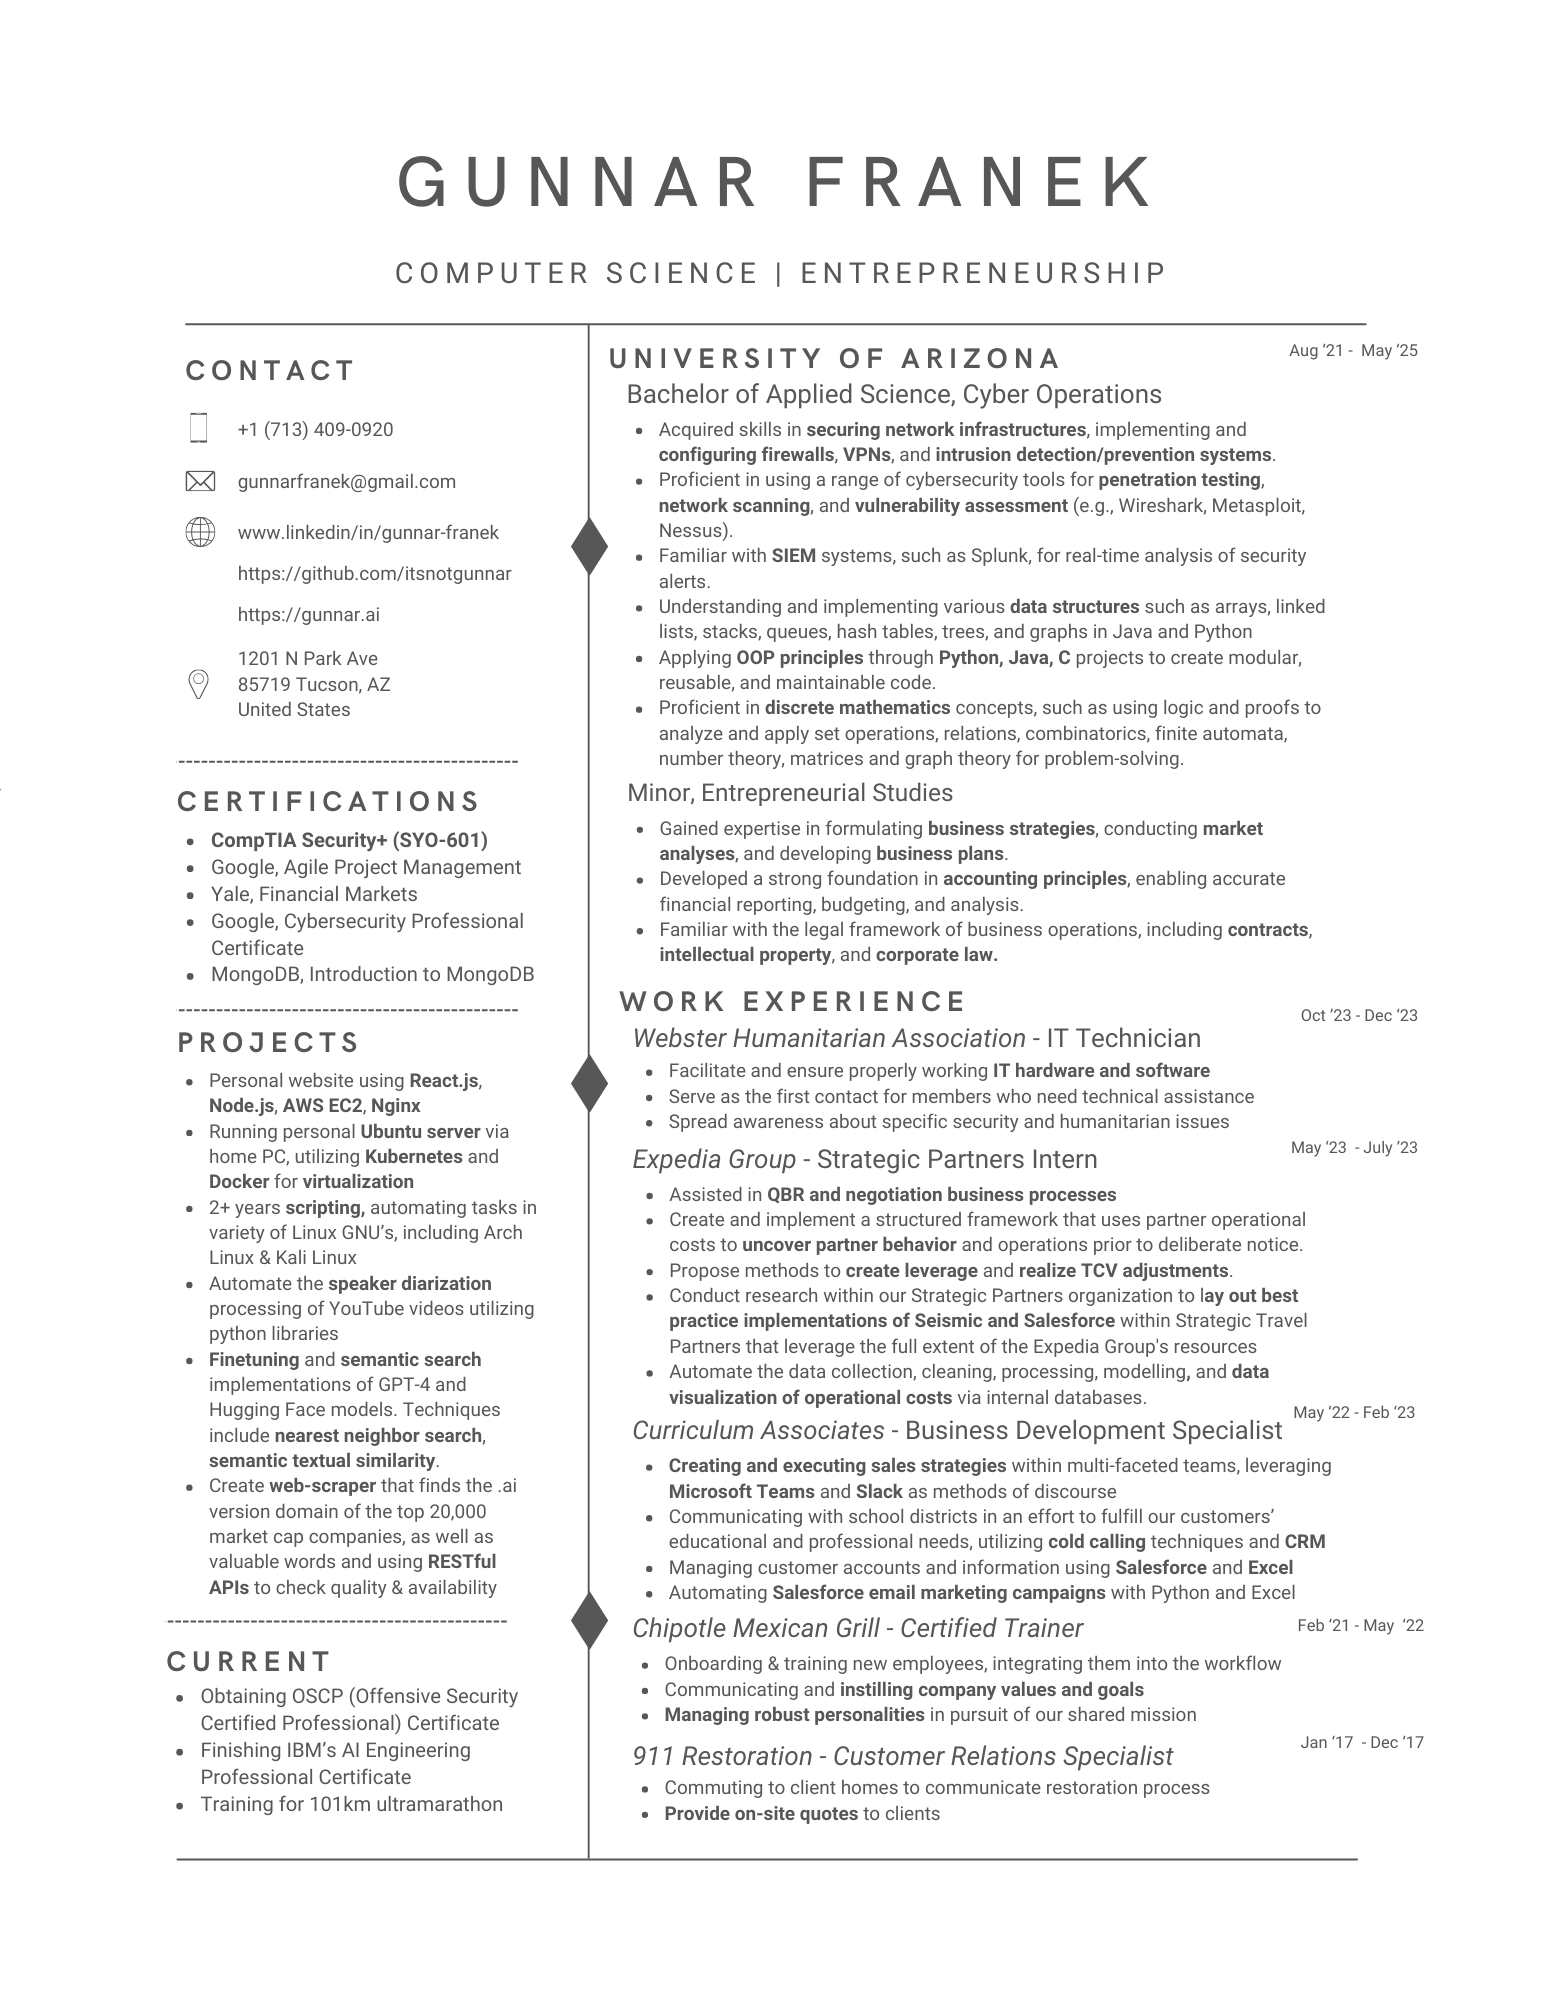 GUNNAR FRANEK
COMPUTER SCIENCE | ENTREPRENEURSHIP
CONTACT
+1 (713) 409-0920
gunnarfranek@gmail.com
www.linkedin/in/gunnar-franek
https://github.com/itsnotgunnar
https://gunnar.ai
1201 N Park Ave
85719 Tucson, AZ
United States
CERTIFICATIONS
CompTIA Security+ (SYO-601)
Google, Agile Project Management
Yale, Financial Markets
Google, Cybersecurity Professional
Certificate
MongoDB, Introduction to MongoDB
PROJECTS
Personal website using React.js,
Node.js, AWS EC2, Nginx
Running personal Ubuntu server via
home PC, utilizing Kubernetes and
Docker for virtualization
2+ years scripting, automating tasks in
variety of Linux GNU’s, including Arch
Linux & Kali Linux
Automate the speaker diarization
processing of YouTube videos utilizing
python libraries
Finetuning and semantic search
implementations of GPT-4 and
Hugging Face models. Techniques
include nearest neighbor search,
semantic textual similarity.
Create web-scraper that finds the .ai
version domain of the top 20,000
market cap companies, as well as
valuable words and using RESTful
APIs to check quality & availability
CURRENT
Obtaining OSCP (Offensive Security
Certified Professional) Certificate
Finishing IBM’s AI Engineering
Professional Certificate
Training for 101km ultramarathon
UNIVERSITY OF ARIZONA
Aug ‘21 -  May ‘25
Bachelor of Applied Science, Cyber Operations
Acquired skills in securing network infrastructures, implementing and
configuring firewalls, VPNs, and intrusion detection/prevention systems.
Proficient in using a range of cybersecurity tools for penetration testing,
network scanning, and vulnerability assessment (e.g., Wireshark, Metasploit,
Nessus).
Familiar with SIEM systems, such as Splunk, for real-time analysis of security
alerts.
Understanding and implementing various data structures such as arrays, linked
lists, stacks, queues, hash tables, trees, and graphs in Java and Python
Applying OOP principles through Python, Java, C projects to create modular,
reusable, and maintainable code.
Proficient in discrete mathematics concepts, such as using logic and proofs to
analyze and apply set operations, relations, combinatorics, finite automata,
number theory, matrices and graph theory for problem-solving.
Minor, Entrepreneurial Studies
Gained expertise in formulating business strategies, conducting market
analyses, and developing business plans.
Developed a strong foundation in accounting principles, enabling accurate
financial reporting, budgeting, and analysis.
Familiar with the legal framework of business operations, including contracts,
intellectual property, and corporate law.
WORK EXPERIENCE
Oct ‘23 - Dec ‘23
Webster Humanitarian Association - IT Technician
Facilitate and ensure properly working IT hardware and software
Serve as the first contact for members who need technical assistance
Spread awareness about specific security and humanitarian issues
May ‘23  - July ‘23
Expedia Group - Strategic Partners Intern
Assisted in QBR and negotiation business processes
Create and implement a structured framework that uses partner operational
costs to uncover partner behavior and operations prior to deliberate notice.
Propose methods to create leverage and realize TCV adjustments.
Conduct research within our Strategic Partners organization to lay out best
practice implementations of Seismic and Salesforce within Strategic Travel
Partners that leverage the full extent of the Expedia Group's resources
Automate the data collection, cleaning, processing, modelling, and data
visualization of operational costs via internal databases.
May ‘22 - Feb ‘23
Curriculum Associates - Business Development Specialist
Creating and executing sales strategies within multi-faceted teams, leveraging
Microsoft Teams and Slack as methods of discourse
Communicating with school districts in an effort to fulfill our customers’
educational and professional needs, utilizing cold calling techniques and CRM
Managing customer accounts and information using Salesforce and Excel
Automating Salesforce email marketing campaigns with Python and Excel
Chipotle Mexican Grill - Certified Trainer
Feb ‘21 - May  ‘22
Onboarding & training new employees, integrating them into the workflow
Communicating and instilling company values and goals
Managing robust personalities in pursuit of our shared mission
Jan ‘17  - Dec ‘17
911 Restoration - Customer Relations Specialist
Commuting to client homes to communicate restoration process
Provide on-site quotes to clients